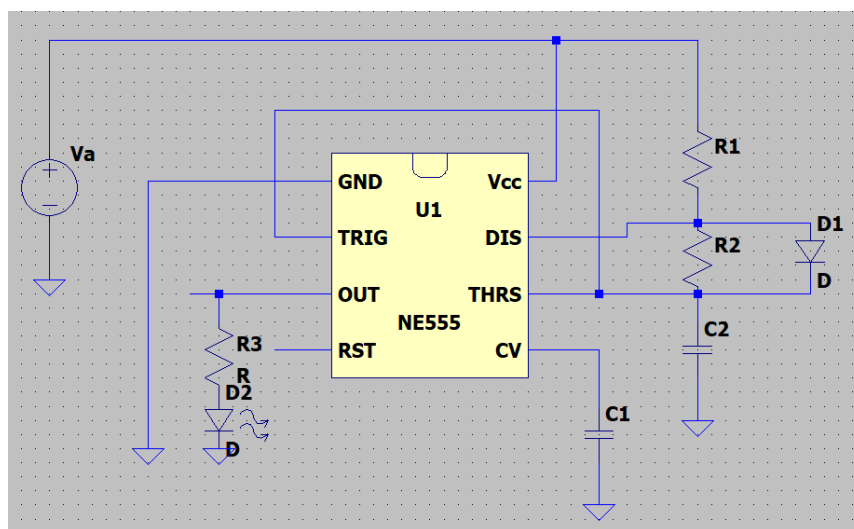 Va
R1
GND
Vcc
U1
TRIG
DIS
R2
D1
D
OUT
THRS
NE555
C2
R3
R
RST
CV
D2
D
C1